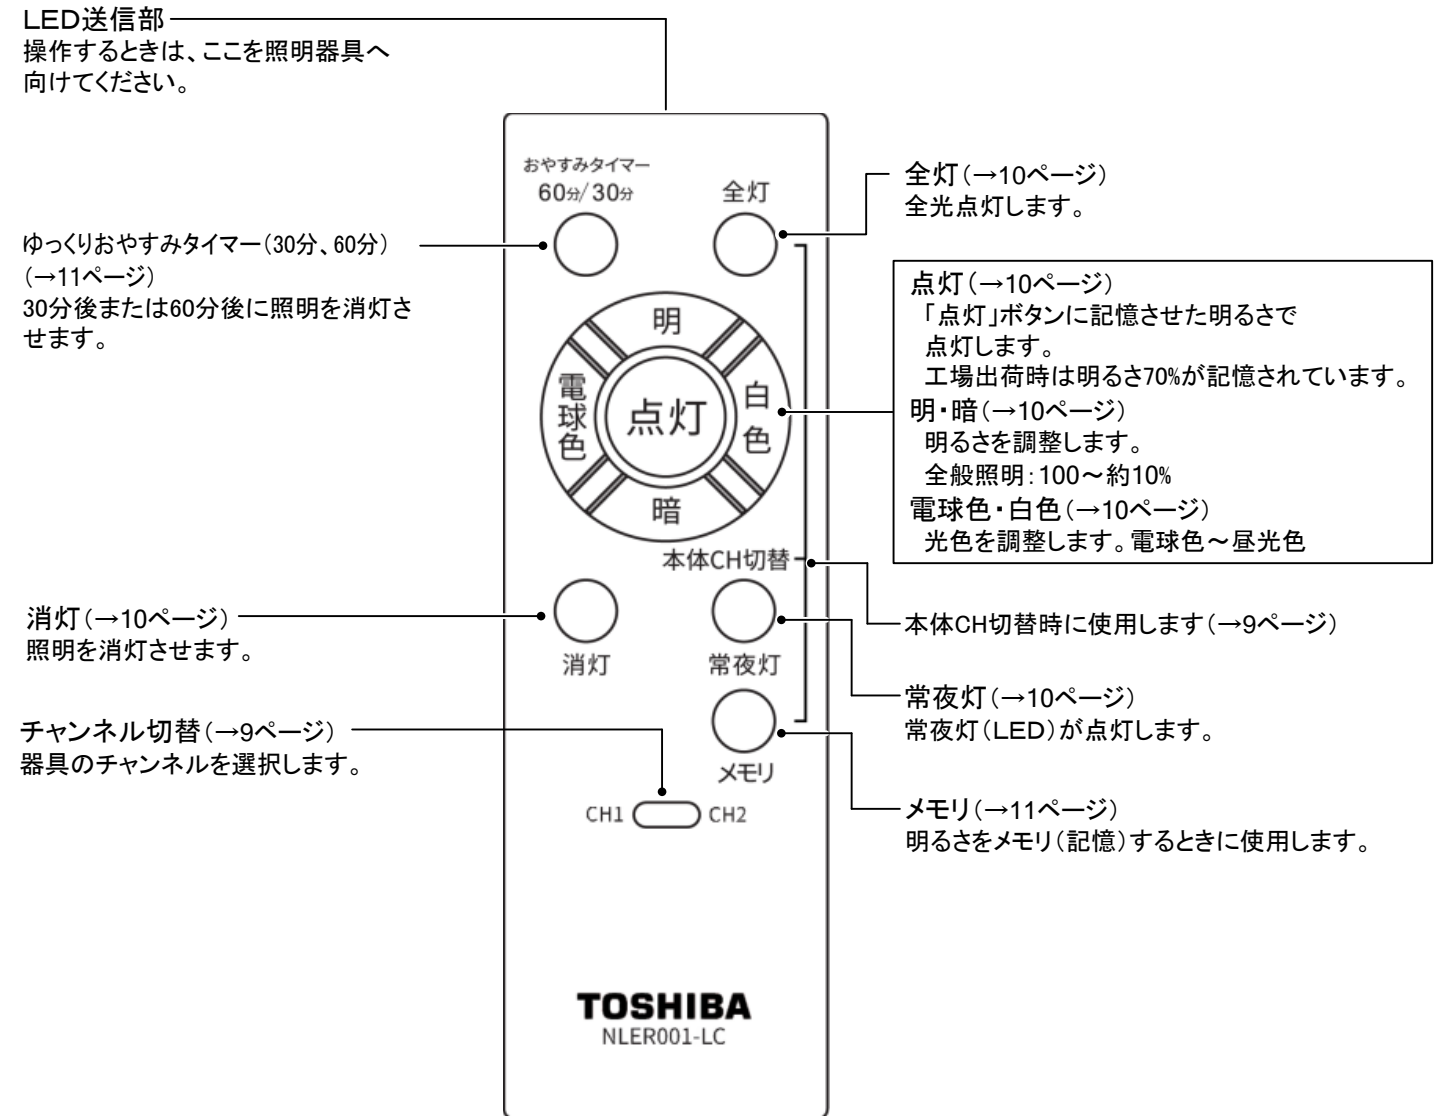 LED送信部
操作するときは、ここを照明器具へ
向けてください。
ゆっくりおやすみタイマー（30分、60分）
（→11ページ）
30分後または60分後に照明を消灯さ
せます。
消灯（→10ページ）
照明を消灯させます。
チャンネル切替（→9ページ）
器具のチャンネルを選択します。
おやすみタイマー
60分/30分
全灯
明
電球色
点灯
白色
暗
本体CH切替
消灯
常夜灯
メモリ
CH1
CH2
TOSHIBA
NLER001-LC
全灯（→10ページ）
全光点灯します。
点灯（→10ページ）
「点灯」ボタンに記憶させた明るさで
点灯します。
工場出荷時は明るさ70%が記憶されています。
明・暗（→10ページ）
明るさを調整します。
全般照明：100～約10%
電球色・白色（→10ページ）
光色を調整します。電球色～昼光色
本体CH切替時に使用します（→9ページ）
常夜灯（→10ページ）
常夜灯（LED）が点灯します。
メモリ（→11ページ）
明るさをメモリ（記憶）するときに使用します。